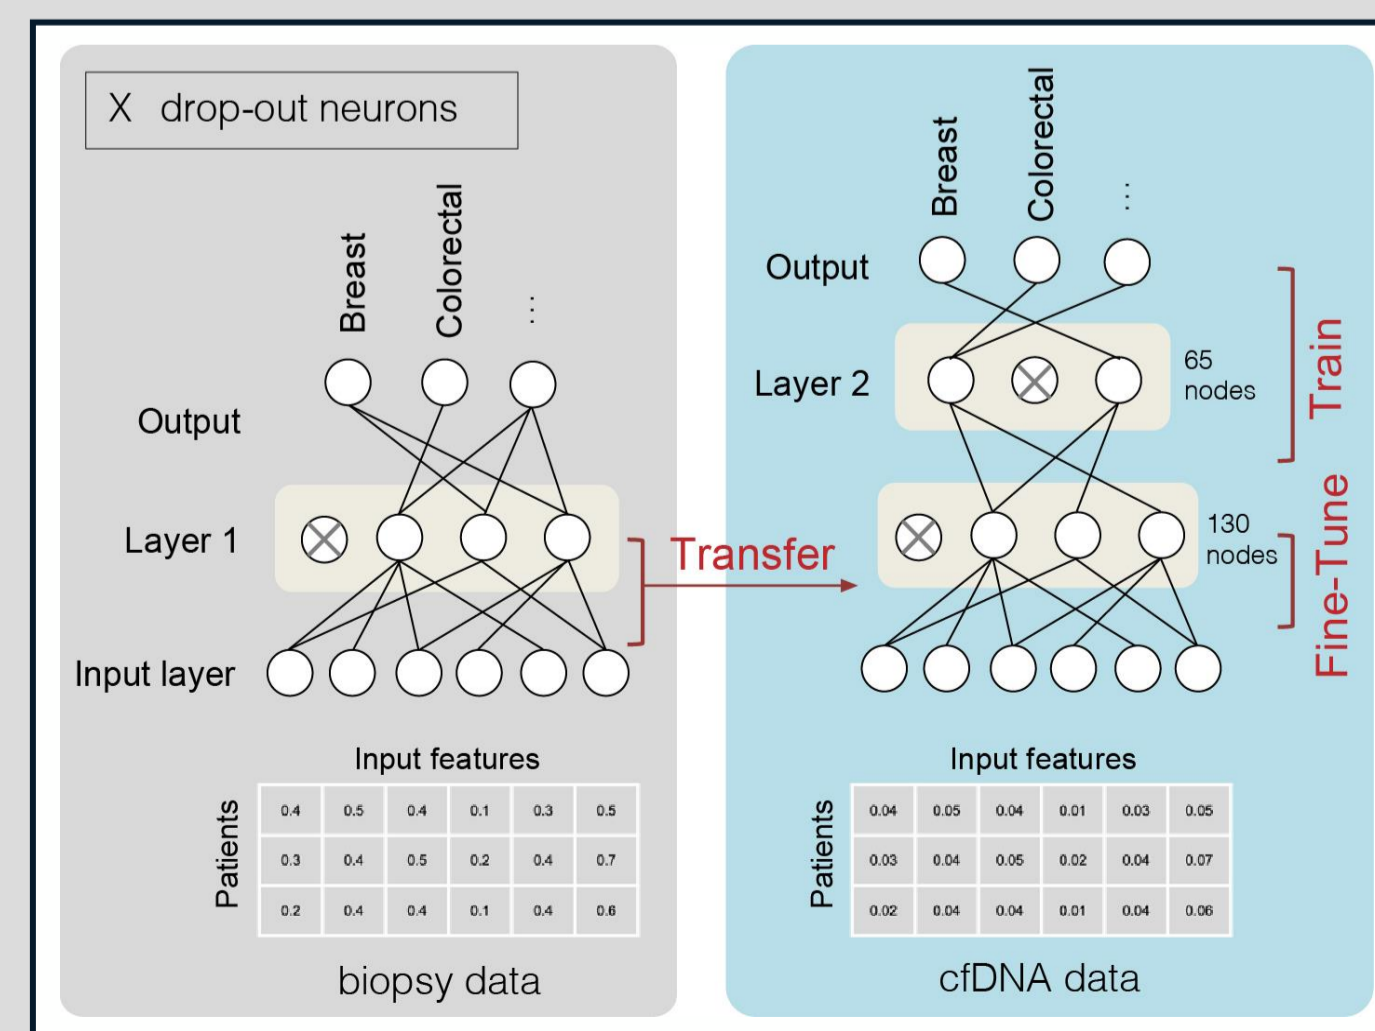 X drop-out neurons
Breast
Colorectal
...
Output
Layer 1
Input layer
Input features
Patients
0.4 0.5 0.4 0.1 0.3 0.5
0.3 0.4 0.5 0.2 0.4 0.7
0.2 0.4 0.4 0.1 0.4 0.6
biopsy data
Transfer
Breast
Colorectal
...
Output
Layer 2
65
nodes
Train
130
nodes
Fine-Tune
Input features
Patients
0.04 0.05 0.04 0.01 0.03 0.05
0.03 0.04 0.05 0.02 0.04 0.07
0.02 0.04 0.04 0.01 0.04 0.06
cfDNA data